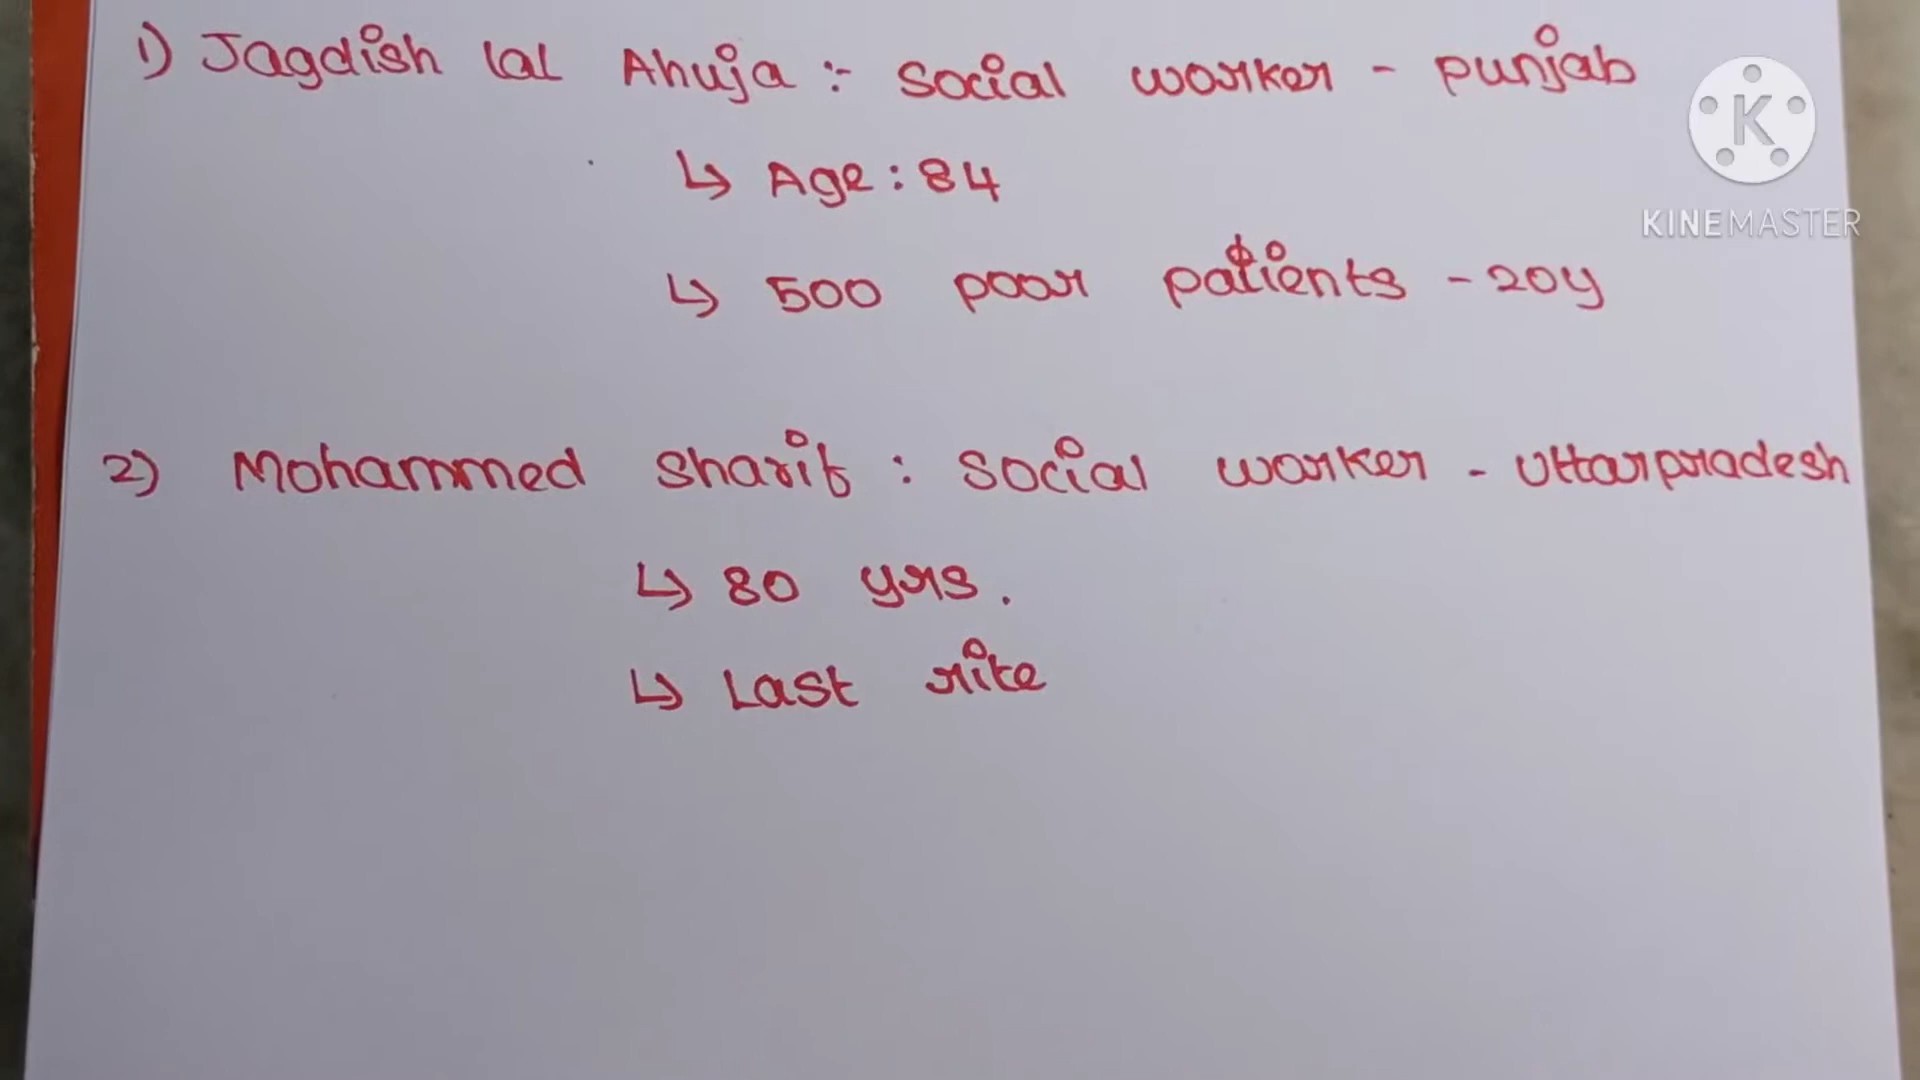 1) Jagdish lal Ahuja :- Social worker - punjab
↳ Age : 84
↳ 500 poor patients - 20y
2) Mohammed Sharif : Social worker - Uttarpradesh
↳ 80 yrs.
↳ Last rite
K
KINEMASTER